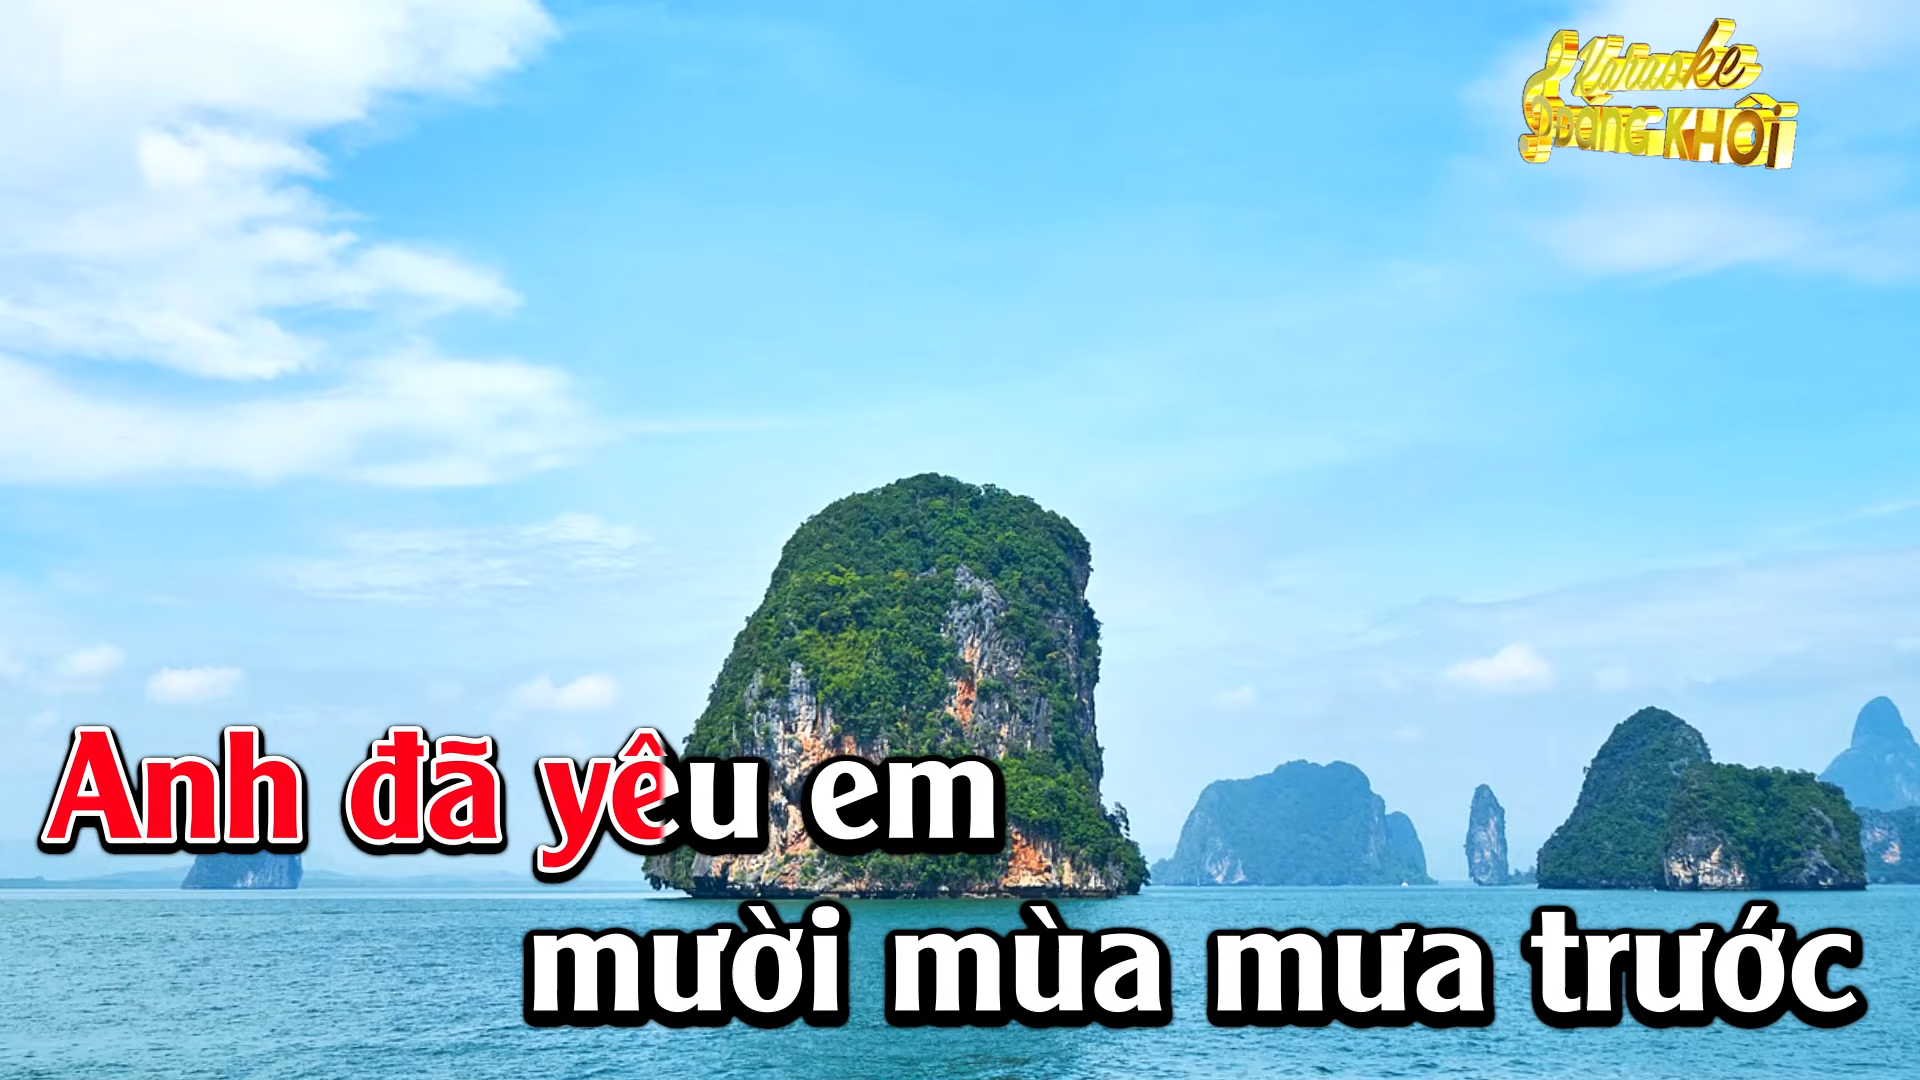 Karaoke
ĐĂNG KHÔI
Anh đã yêu em
mười mùa mưa trước